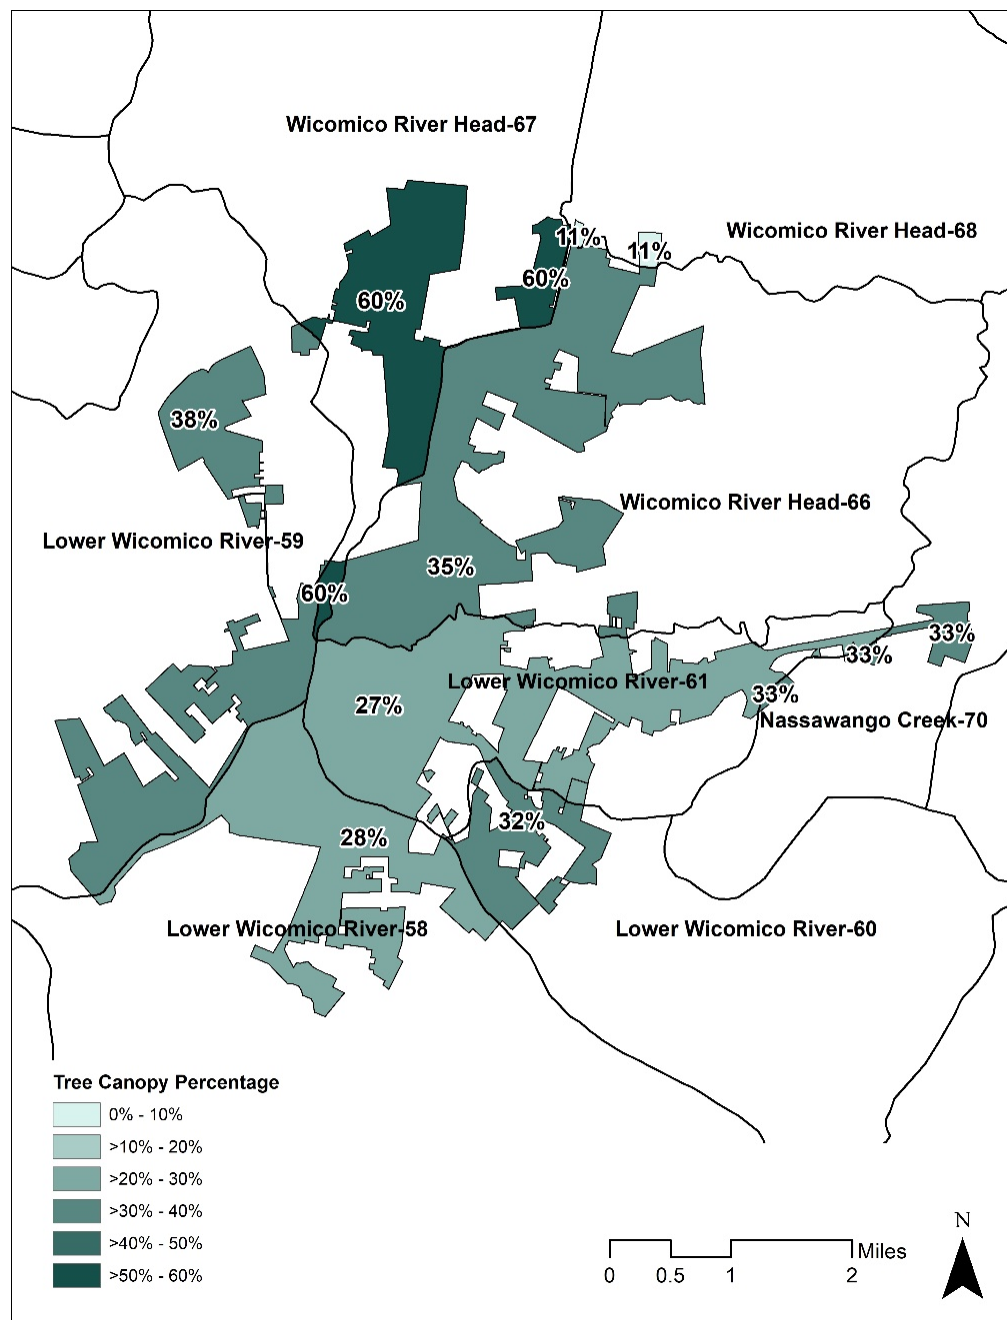 Wicomico River Head-67
Wicomico River Head-68
11%
11%
60%
60%
38%
Wicomico River Head-66
Lower Wicomico River-59
35%
60%
33%
33%
Lower Wicomico River-61
33%
27%
Nassawango Creek-70
32%
28%
Lower Wicomico River-58
Lower Wicomico River-60
Tree Canopy Percentage
0% - 10%
>10% - 20%
>20% - 30%
>30% - 40%
>40% - 50%
>50% - 60%
N
Miles
0 0.5 1 2